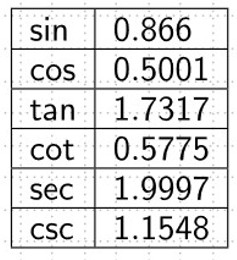 sin 0.866
cos 0.5001
tan 1.7317
cot 0.5775
sec 1.9997
csc 1.1548